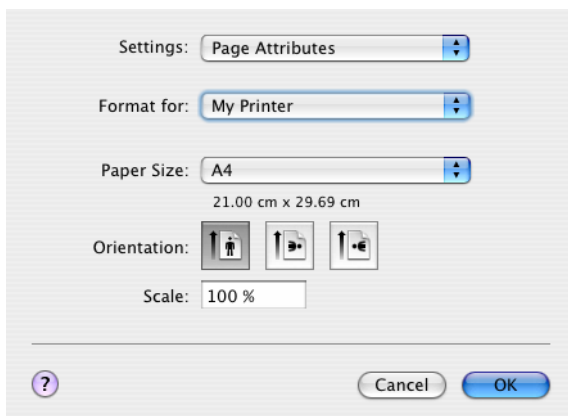 Settings: Page Attributes
Format for: My Printer
Paper Size: A4
21.00 cm x 29.69 cm
Orientation:
Scale: 100 %
? Cancel OK